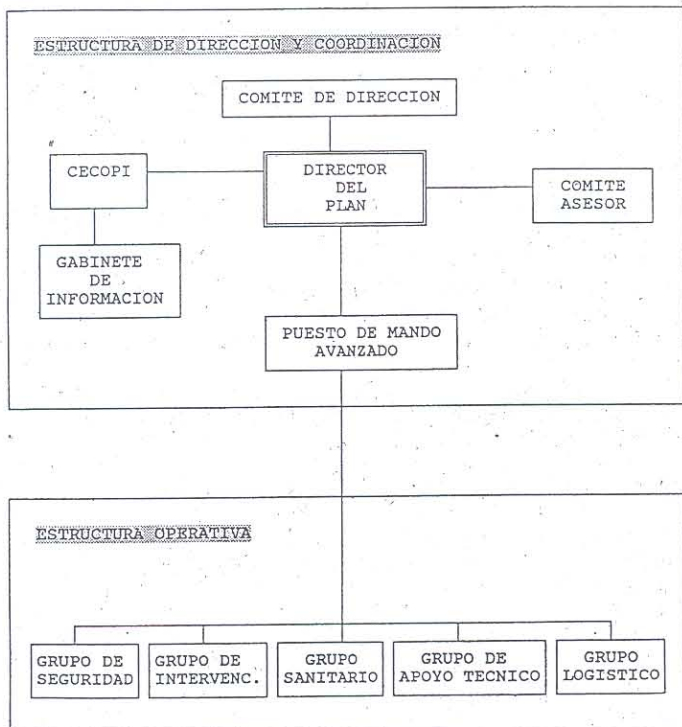 ESTRUCTURA DE DIRECCION Y COORDINACION
COMITE DE DIRECCION
CECOPI
DIRECTOR
DEL
PLAN
COMITE
ASESOR
GABINETE
DE
INFORMACION
PUESTO DE MANDO
AVANZADO
ESTRUCTURA OPERATIVA
GRUPO DE
SEGURIDAD
GRUPO DE
INTERVENC.
GRUPO
SANITARIO
GRUPO DE
APOYO TECNICO
GRUPO
LOGISTICO